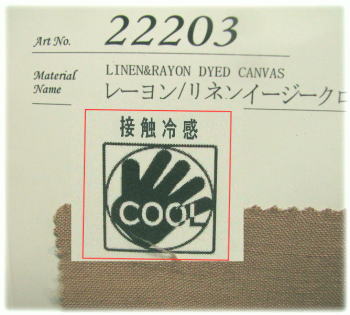 Art No. 22203
Material Name LINEN&RAYON DYED CANVAS
レーヨン/リネンイージークロ
接触冷感
COOL